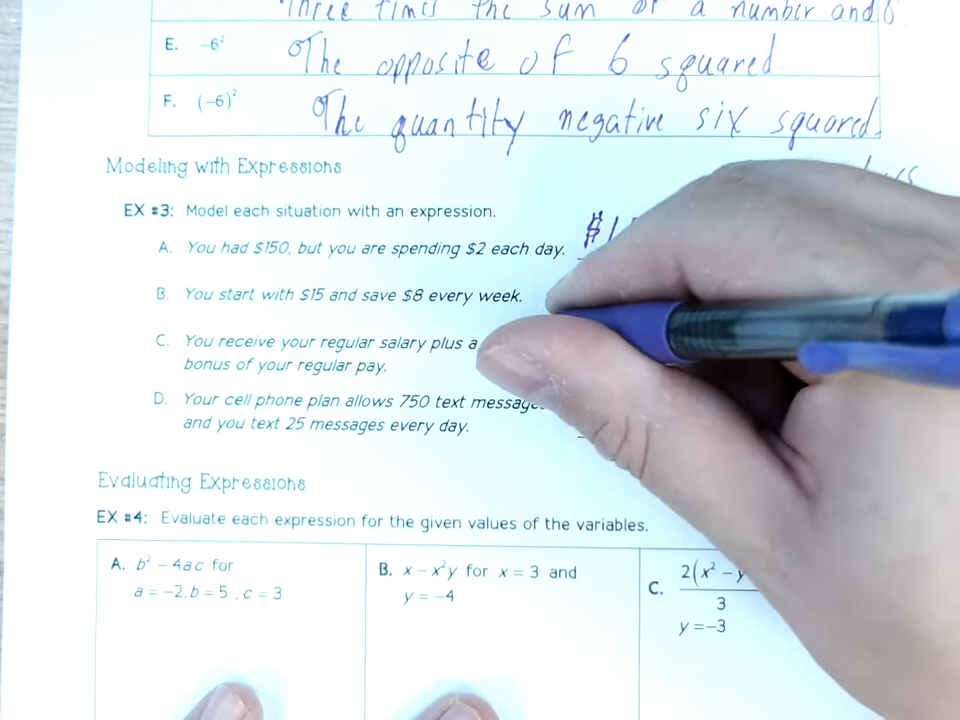 Three times the sum of a number and 6
E. -6² The opposite of 6 squared.
F. (-6)² The quantity negative six squared.
Modeling with Expressions
EX #3: Model each situation with an expression.
A. You had $150, but you are spending $2 each day. $1
B. You start with $15 and save $8 every week.
C. You receive your regular salary plus a
bonus of your regular pay.
D. Your cell phone plan allows 750 text
and you text 25 messages every day.
Evaluating Expressions
EX #4: Evaluate each expression for the given values of the variables.
A. b² - 4ac for
a = -2, b = 5, c = 3
B. x - x²y for x = 3 and
y = -4
C. 2(x² - y
3
y = -3